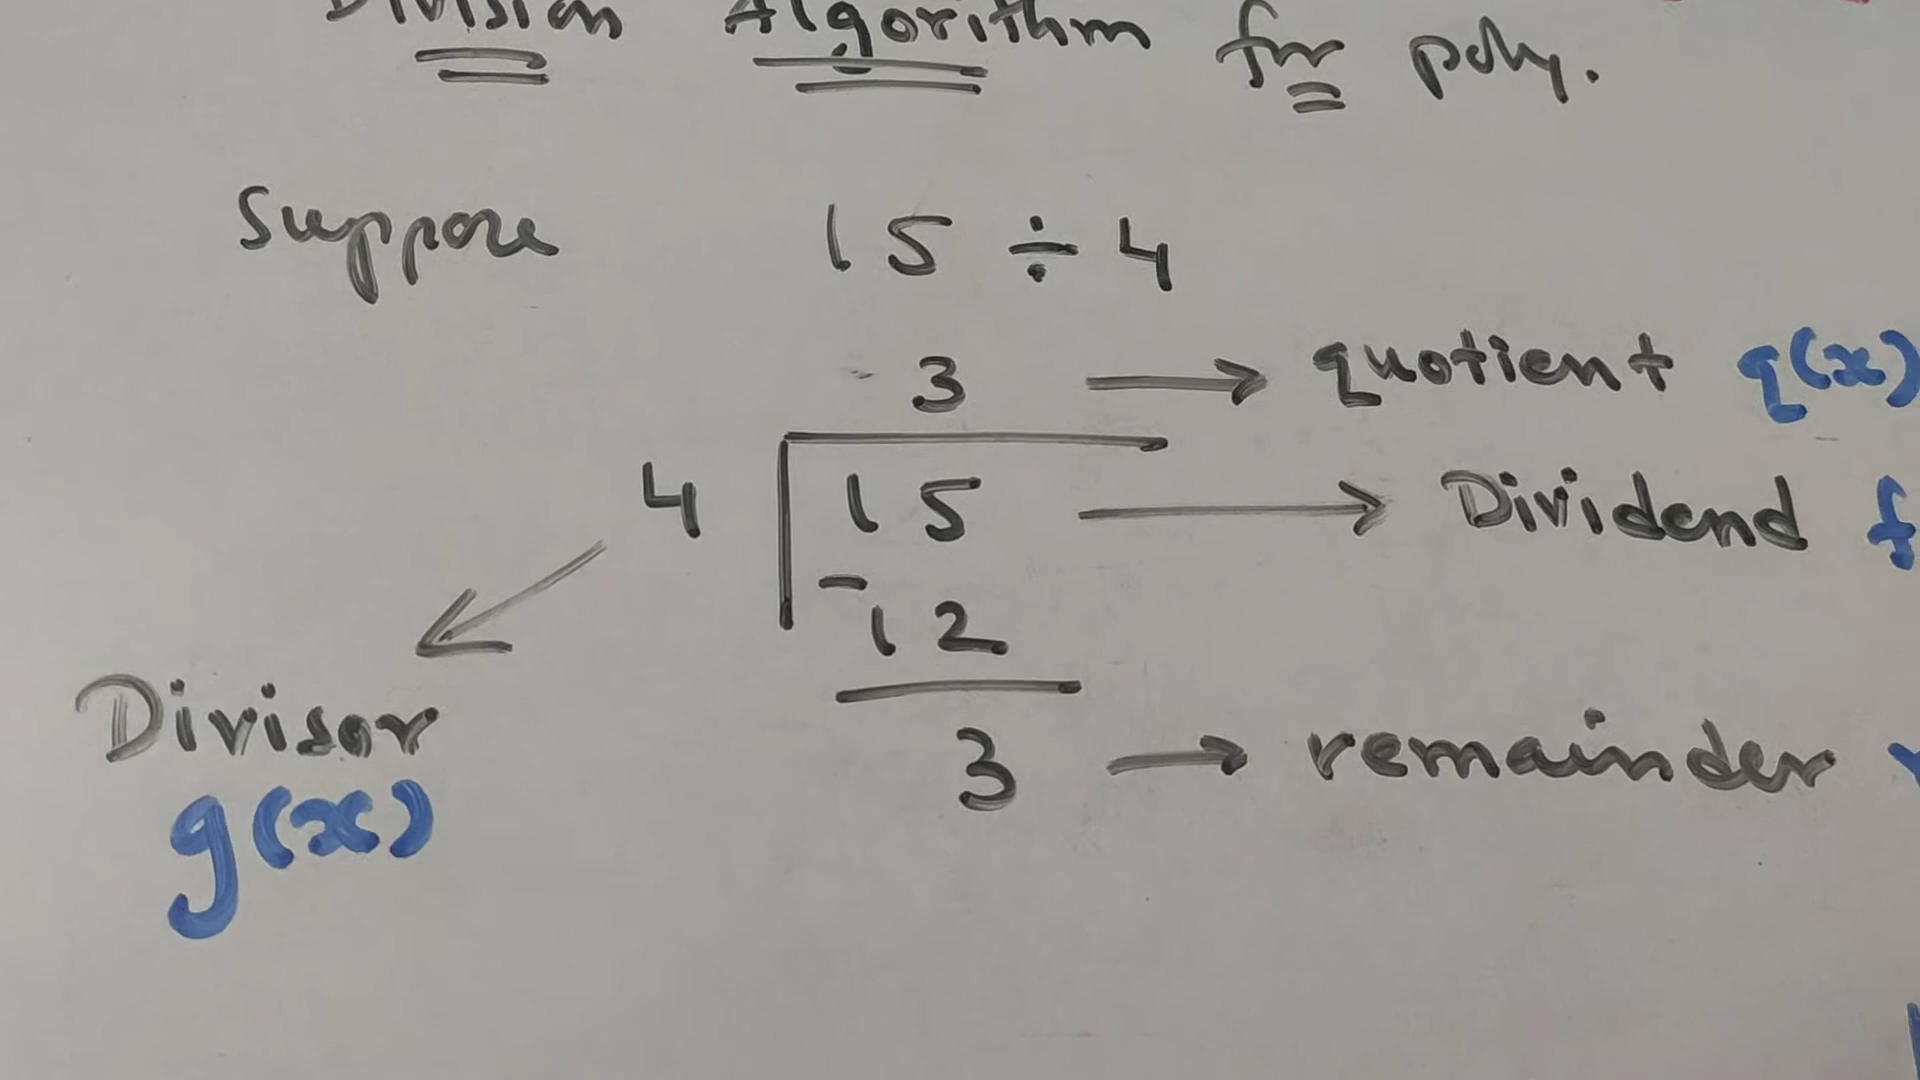 Division Algorithm for poly.
Suppose 15 ÷ 4
3 → quotient q(x)
4 15 → Dividend f
-12
Divisor
3 → remainder
g(x)